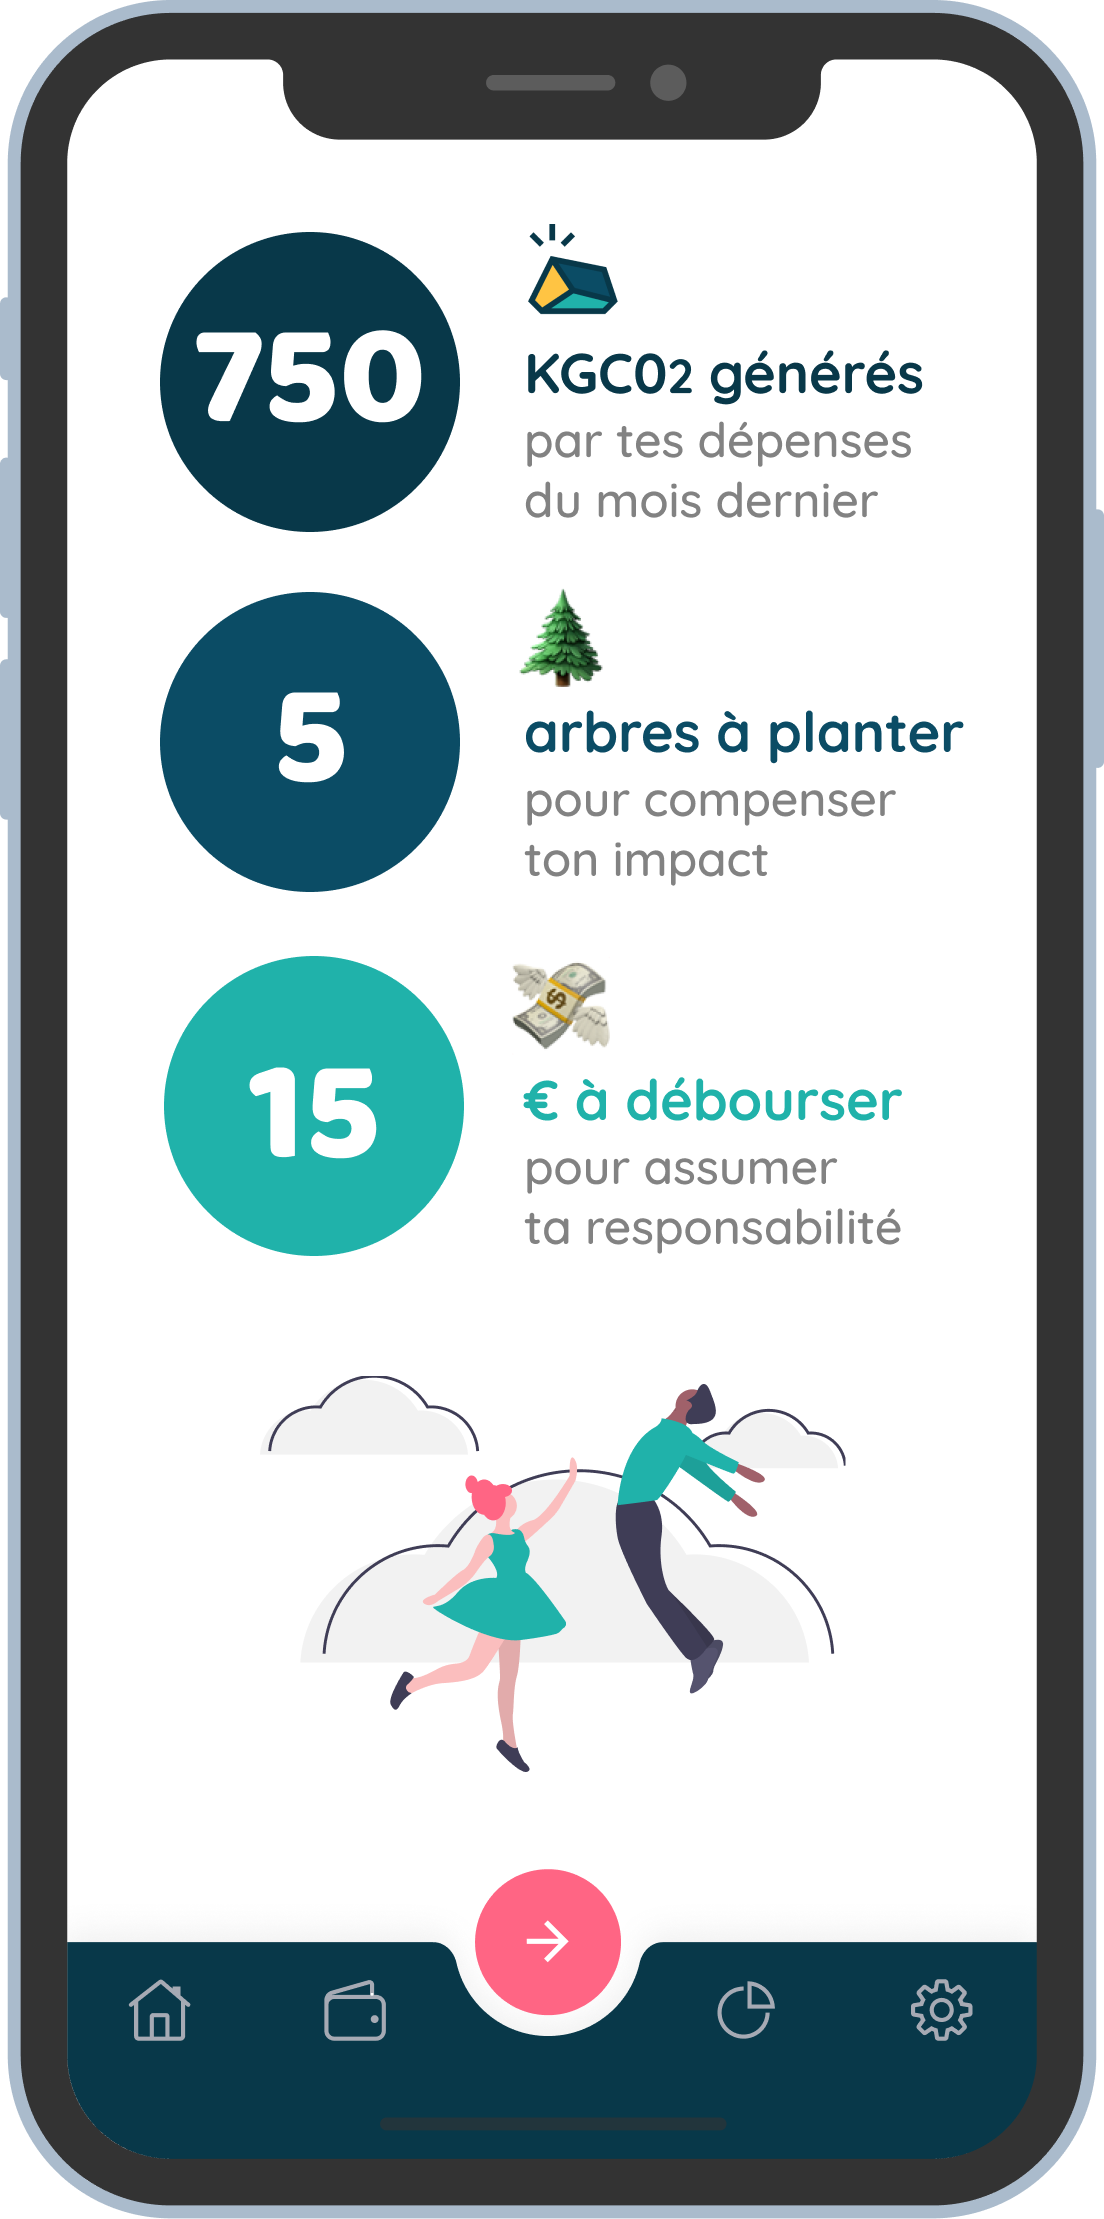 750
KGC02 générés
par tes dépenses
du mois dernier
5
arbres à planter
pour compenser
ton impact
15
€ à débourser
pour assumer
ta responsabilité